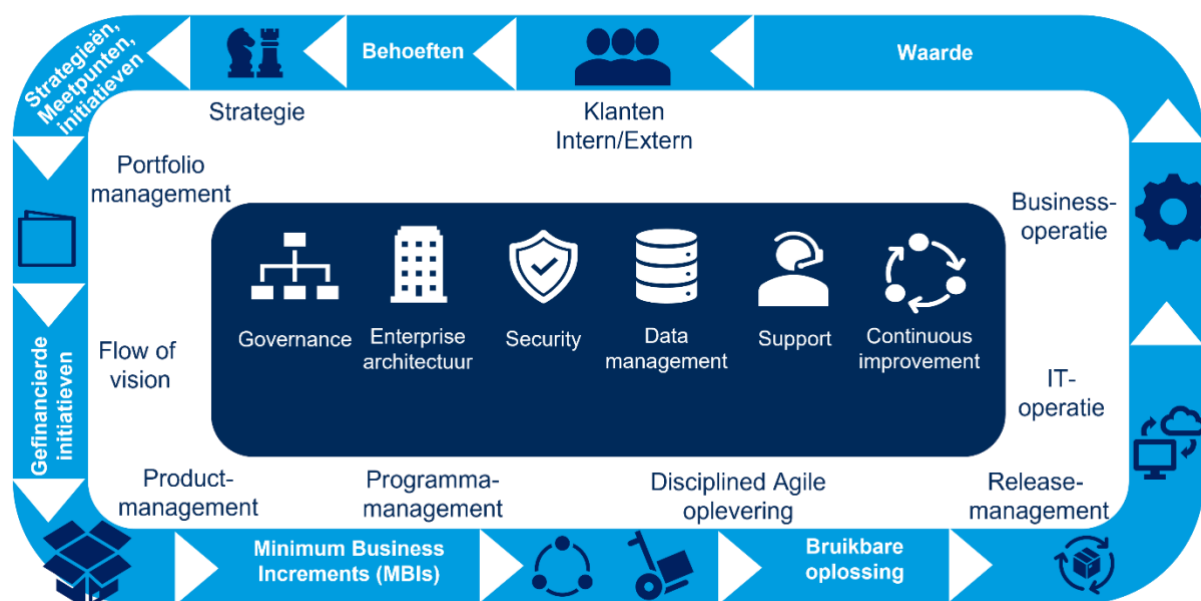 Strategieën,
Meetpunten,
initiatieven
Behoeften
Waarde
Strategie
Klanten
Intern/Extern
Portfolio
management
Business-
operatie
Governance
Enterprise
architectuur
Security
Data
management
Support
Continuous
improvement
Flow of
vision
Gefinancierde
initiatieven
IT-
operatie
Product-
management
Programma-
management
Disciplined Agile
oplevering
Release-
management
Minimum Business
Increments (MBIs)
Bruikbare
oplossing